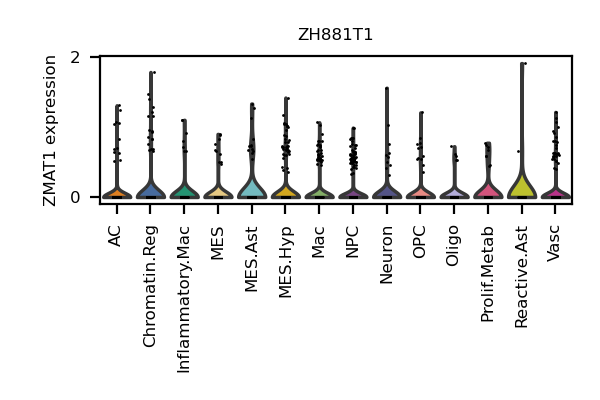 ZH881T1
ZMAT1 expression
2
0
AC
Chromatin.Reg
Inflammatory.Mac
MES
MES.Ast
MES.Hyp
Mac
NPC
Neuron
OPC
Oligo
Prolif.Metab
Reactive.Ast
Vasc